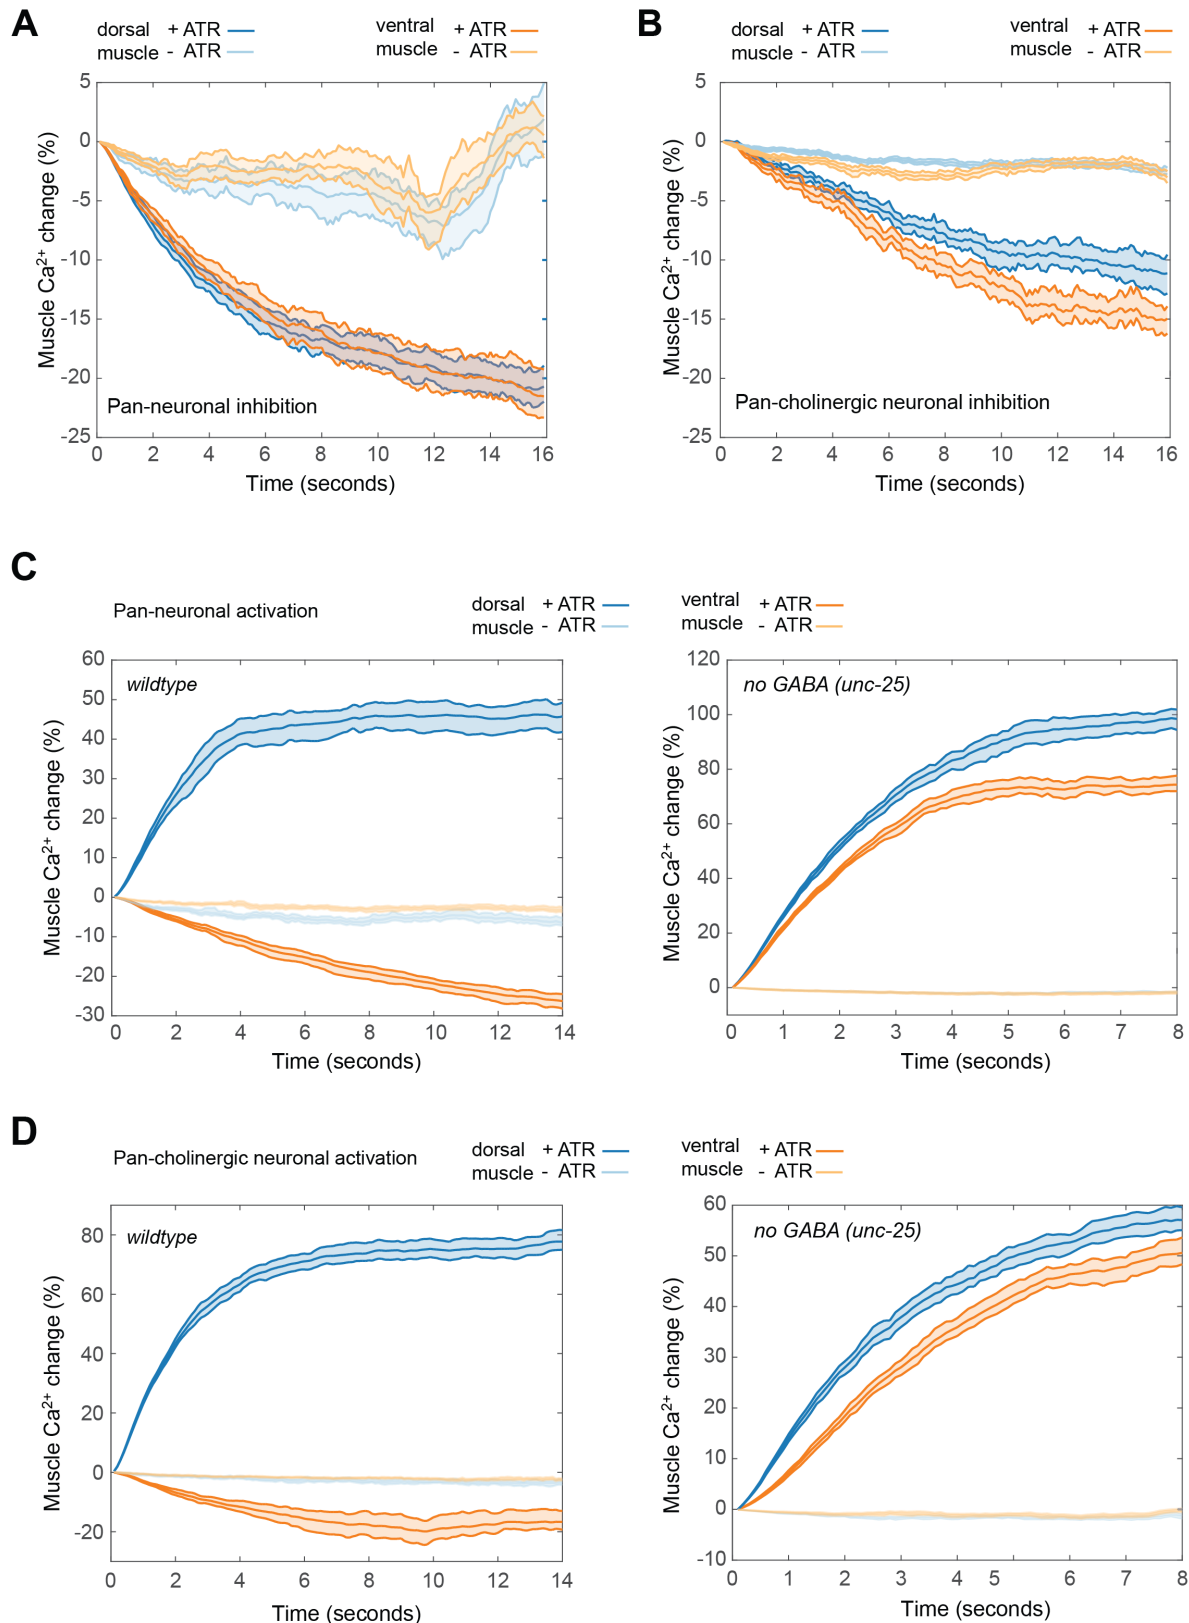 A
dorsal + ATR
muscle - ATR
ventral + ATR
muscle - ATR
5
0
-5
-10
-15
-20
-25
Muscle Ca²⁺ change (%)
Pan-neuronal inhibition
0 2 4 6 8 10 12 14 16
Time (seconds)
B
dorsal + ATR
muscle - ATR
ventral + ATR
muscle - ATR
5
0
-5
-10
-15
-20
-25
Muscle Ca²⁺ change (%)
Pan-cholinergic neuronal inhibition
0 2 4 6 8 10 12 14 16
Time (seconds)
C
Pan-neuronal activation
dorsal + ATR
muscle - ATR
ventral + ATR
muscle - ATR
wildtype
60
50
40
30
20
10
0
-10
-20
-30
Muscle Ca²⁺ change (%)
0 2 4 6 8 10 12 14
Time (seconds)
no GABA (unc-25)
120
100
80
60
40
20
0
Muscle Ca²⁺ change (%)
0 1 2 3 4 5 6 7 8
Time (seconds)
D
Pan-cholinergic neuronal activation
dorsal + ATR
muscle - ATR
ventral + ATR
muscle - ATR
wildtype
80
60
40
20
0
-20
Muscle Ca²⁺ change (%)
0 2 4 6 8 10 12 14
Time (seconds)
no GABA (unc-25)
60
50
40
30
20
10
0
-10
Muscle Ca²⁺ change (%)
0 1 2 3 4 5 6 7 8
Time (seconds)